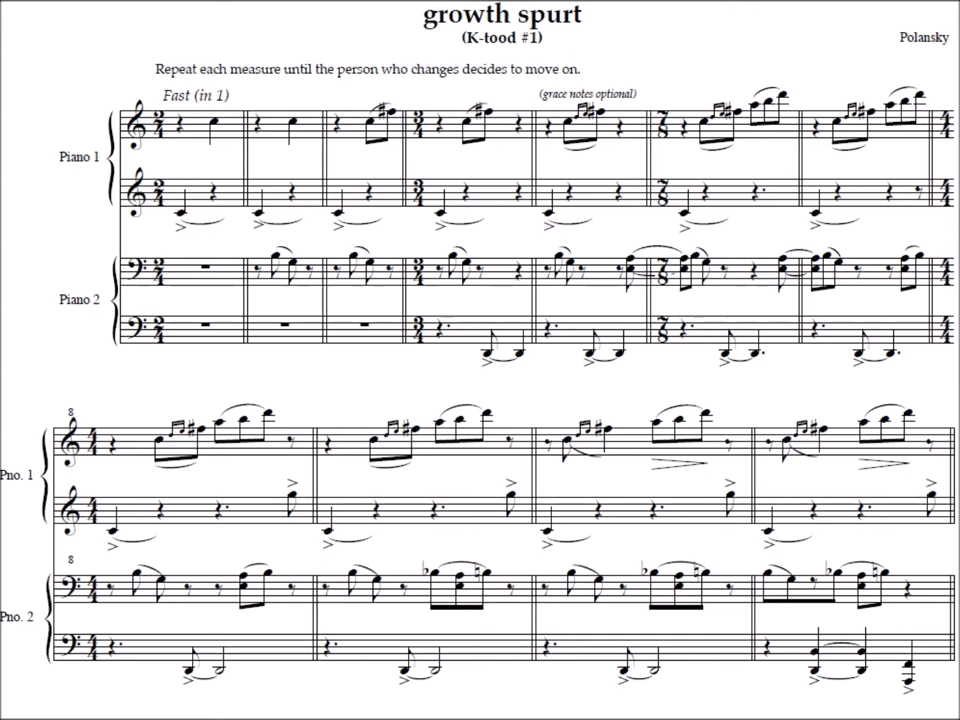 growth spurt
(K-tood #1)
Polansky
Repeat each measure until the person who changes decides to move on.
Fast (in 1)
(grace notes optional)
Piano 1
Piano 2
8
Pno. 1
8
Pno. 2